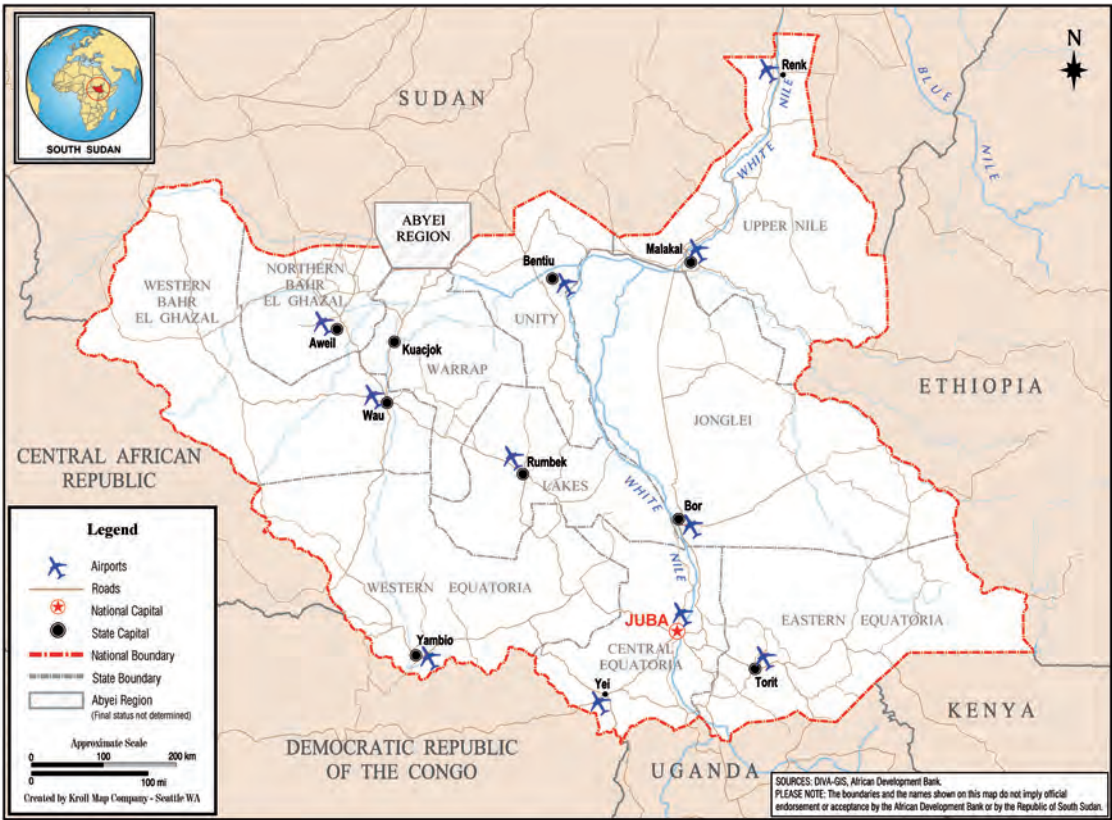 SOUTH SUDAN
N
SUDAN
Renk
NILE
WHITE
BLUE
NILE
ABYEI
REGION
UPPER NILE
Malakal
Bentiu
UNITY
WESTERN
BAHR
EL GHAZAL
NORTHERN
BAHR
EL GHAZAL
Aweil
Kuacjok
WARRAP
Wau
ETHIOPIA
JONGLEI
CENTRAL AFRICAN
REPUBLIC
Rumbek
LAKES
WHITE
NILE
Bor
WESTERN EQUATORIA
Yambio
JUBA
CENTRAL
EQUATORIA
EASTERN EQUATORIA
Torit
Yei
KENYA
DEMOCRATIC REPUBLIC
OF THE CONGO
UGANDA
Legend
Airports
Roads
National Capital
State Capital
National Boundary
State Boundary
Abyei Region
(Final status not determined)
Approximate Scale
0 100 200 km
0 100 mi
Created by Kroll Map Company - Seattle WA
SOURCES: DIVA-GIS, African Development Bank.
PLEASE NOTE: The boundaries and the names shown on this map do not imply official
endorsement or acceptance by the African Development Bank or by the Republic of South Sudan.